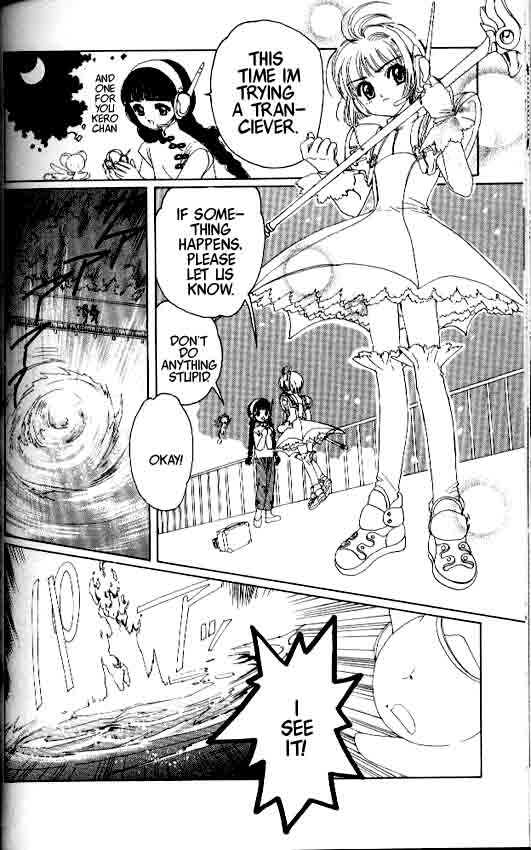 THIS
TIME IM
TRYING
A TRAN-
CIEVER.
AND
ONE
FOR
YOU
KERO
CHAN
IF SOME-
THING
HAPPENS.
PLEASE
LET US
KNOW.
DON'T
DO
ANYTHING
STUPID.
OKAY!
I
SEE
IT!